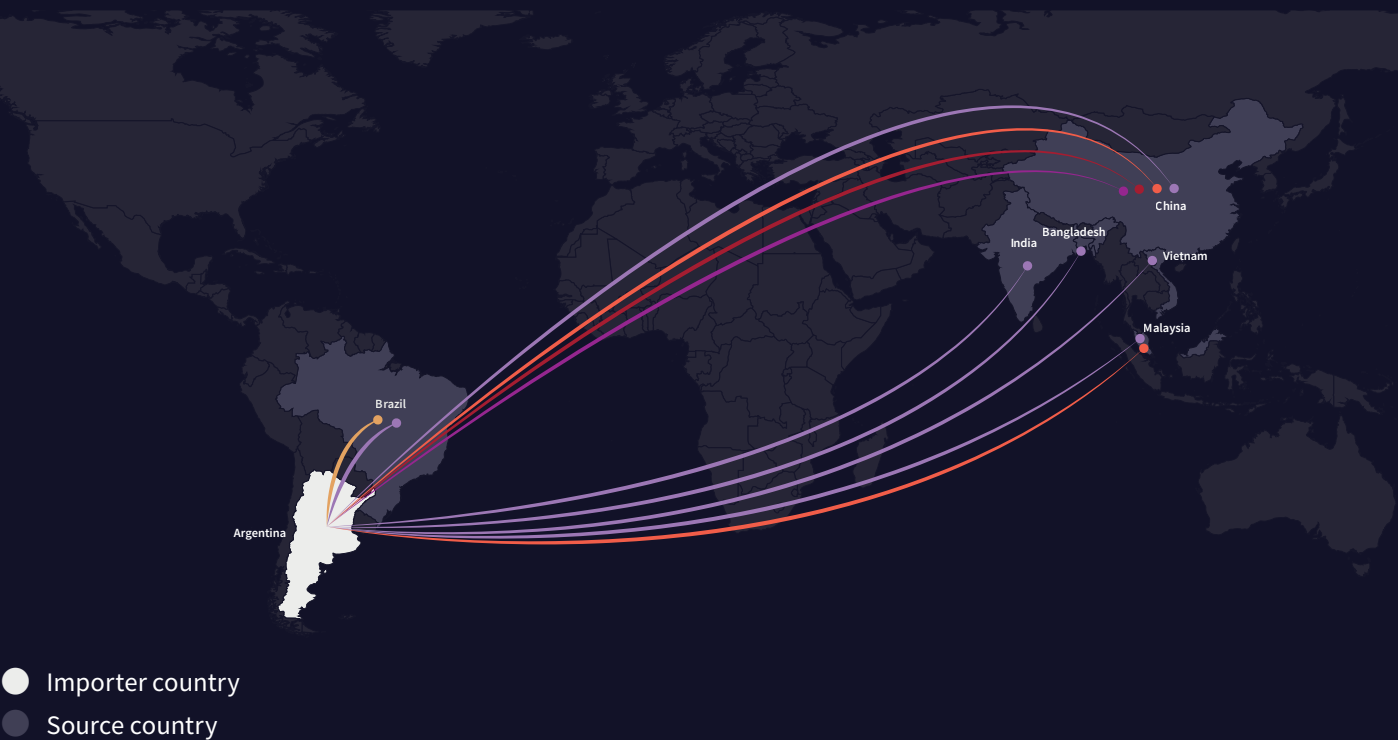 China
Bangladesh
India
Vietnam
Malaysia
Brazil
Argentina
Importer country
Source country